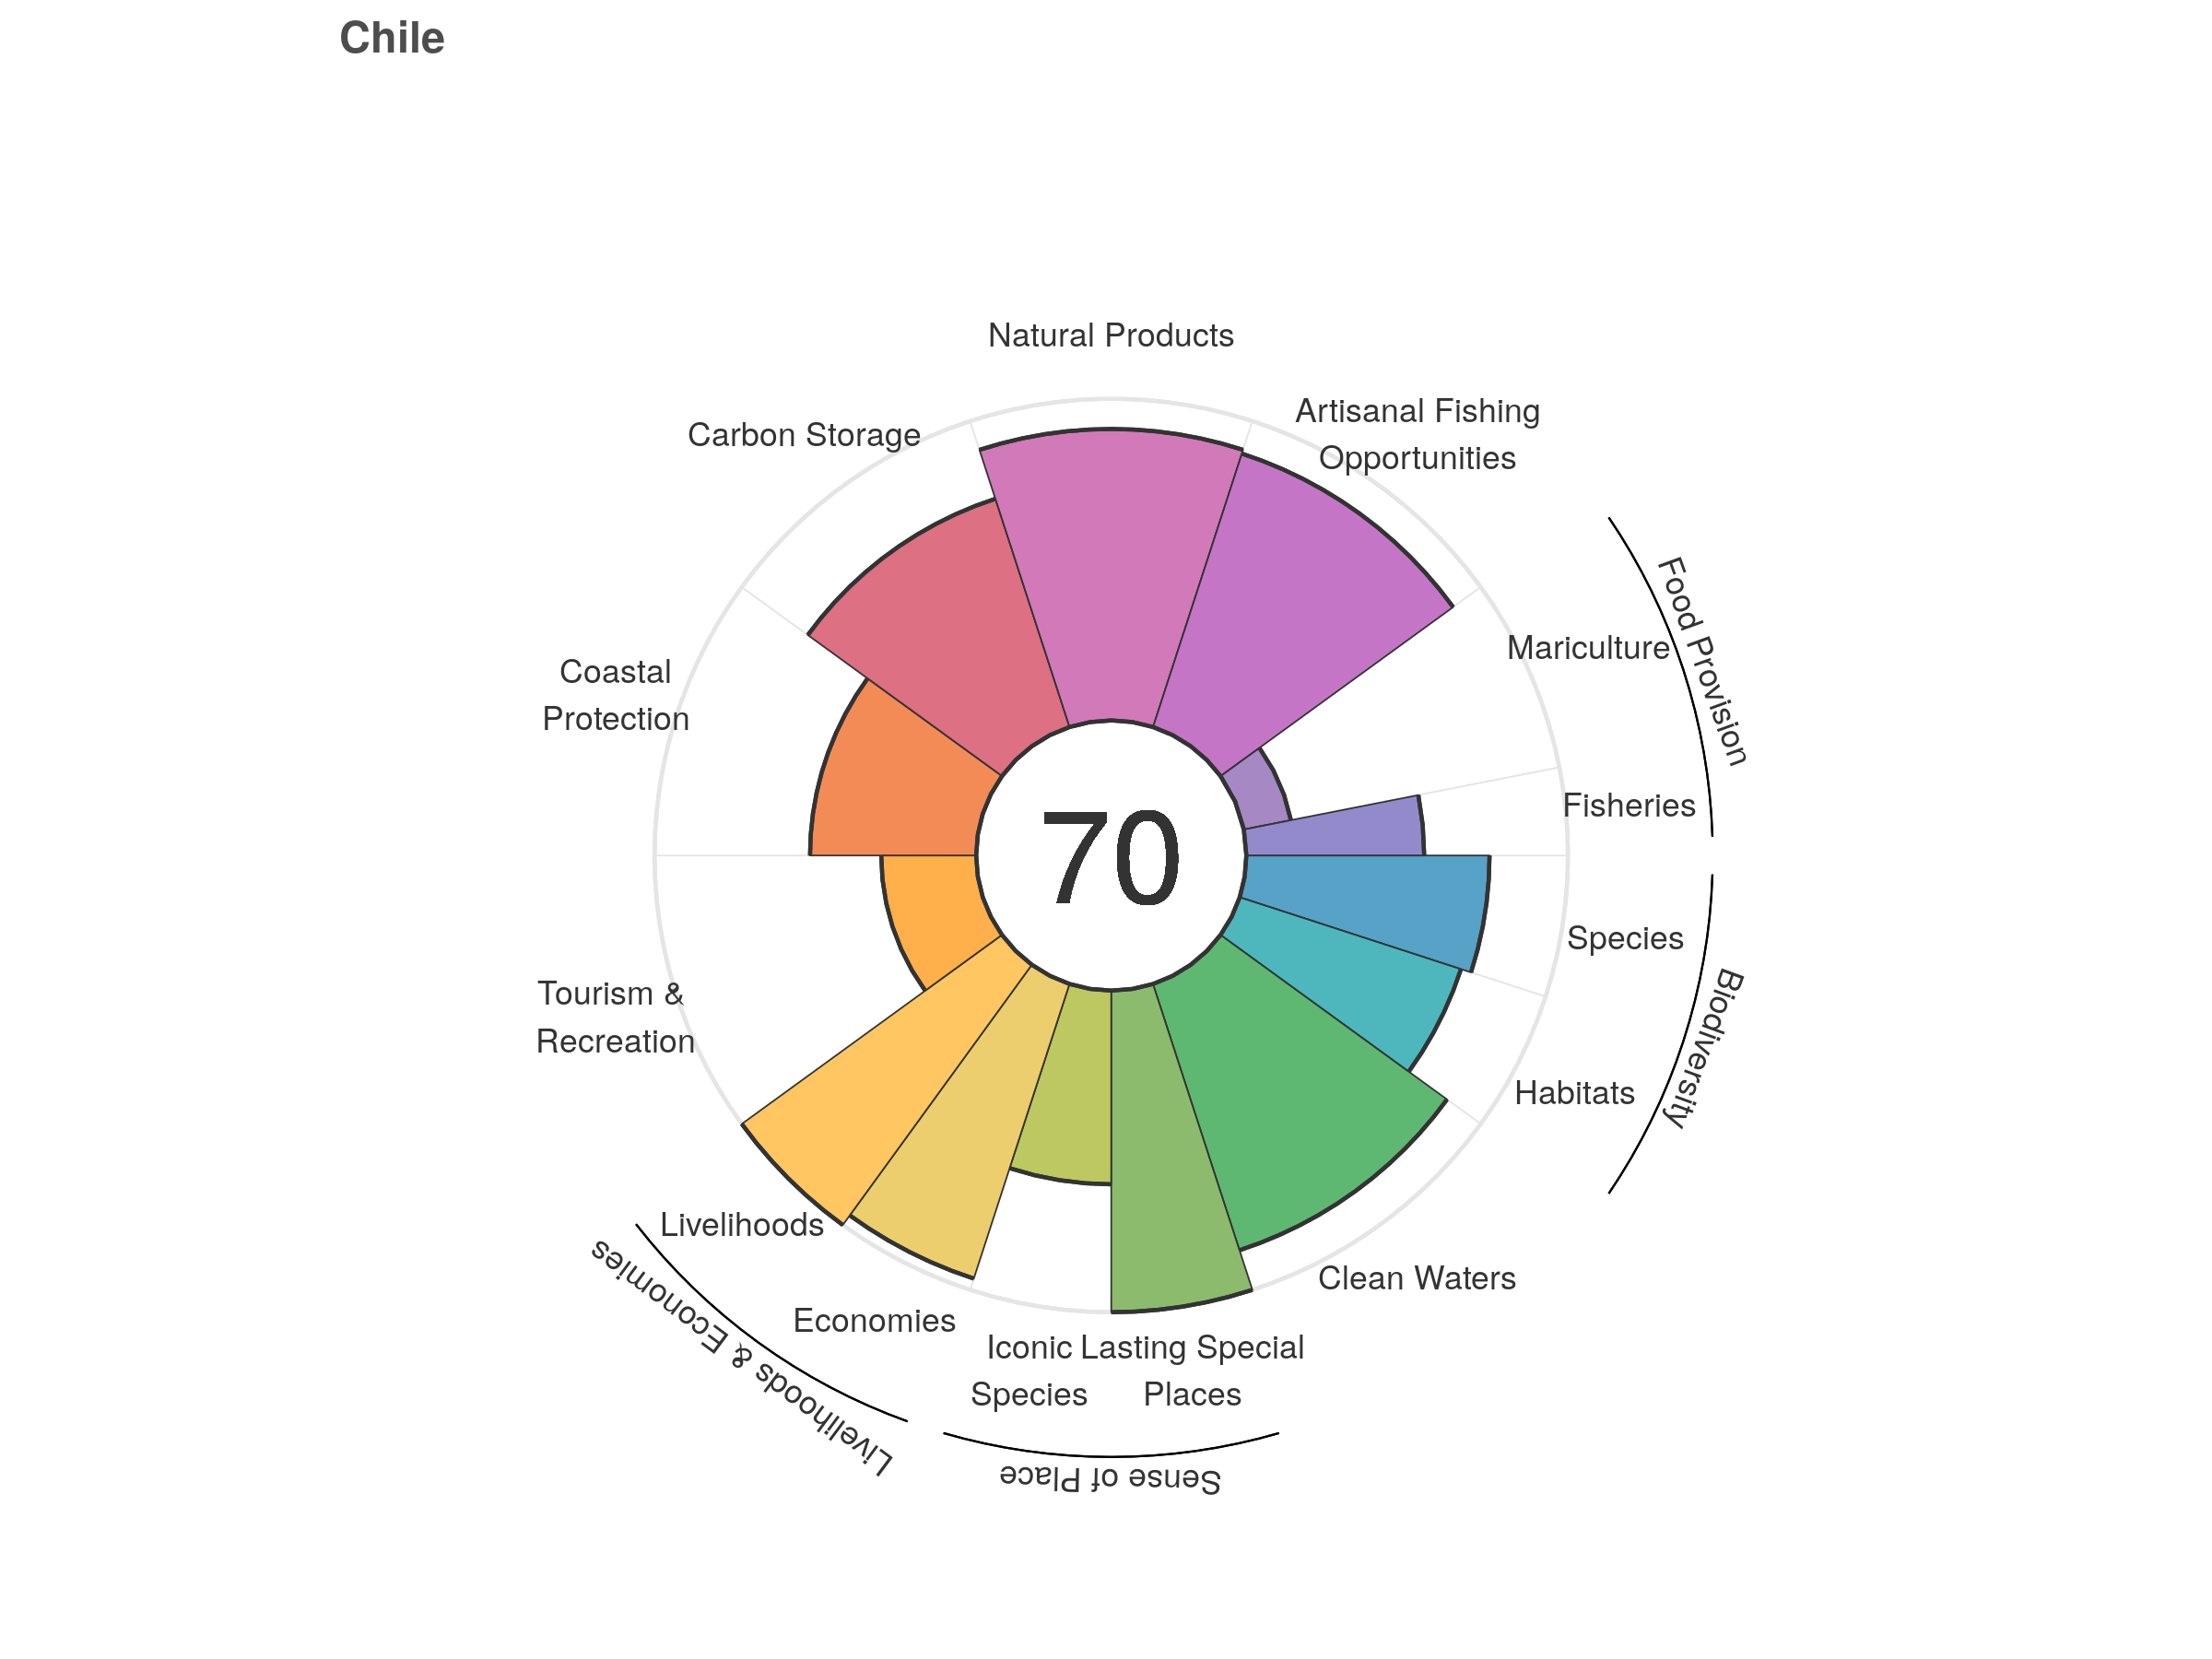 Chile
Natural Products
Artisanal Fishing
Opportunities
Carbon Storage
Food Provision
Mariculture
Coastal
Protection
Fisheries
70
Species
Biodiversity
Tourism &
Recreation
Habitats
Livelihoods
Clean Waters
Economies
Livelihoods & Economies
Iconic
Species
Lasting Special
Places
Sense of Place